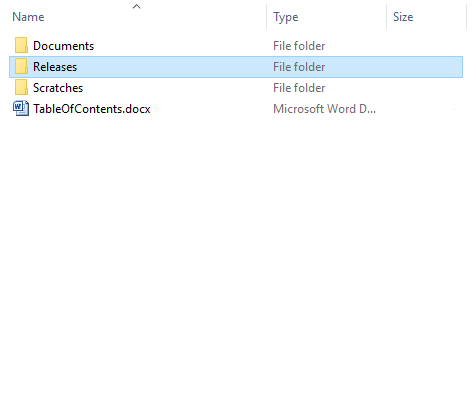 Name Type Size
Documents File folder
Releases File folder
Scratches File folder
TableOfContents.docx Microsoft Word D...